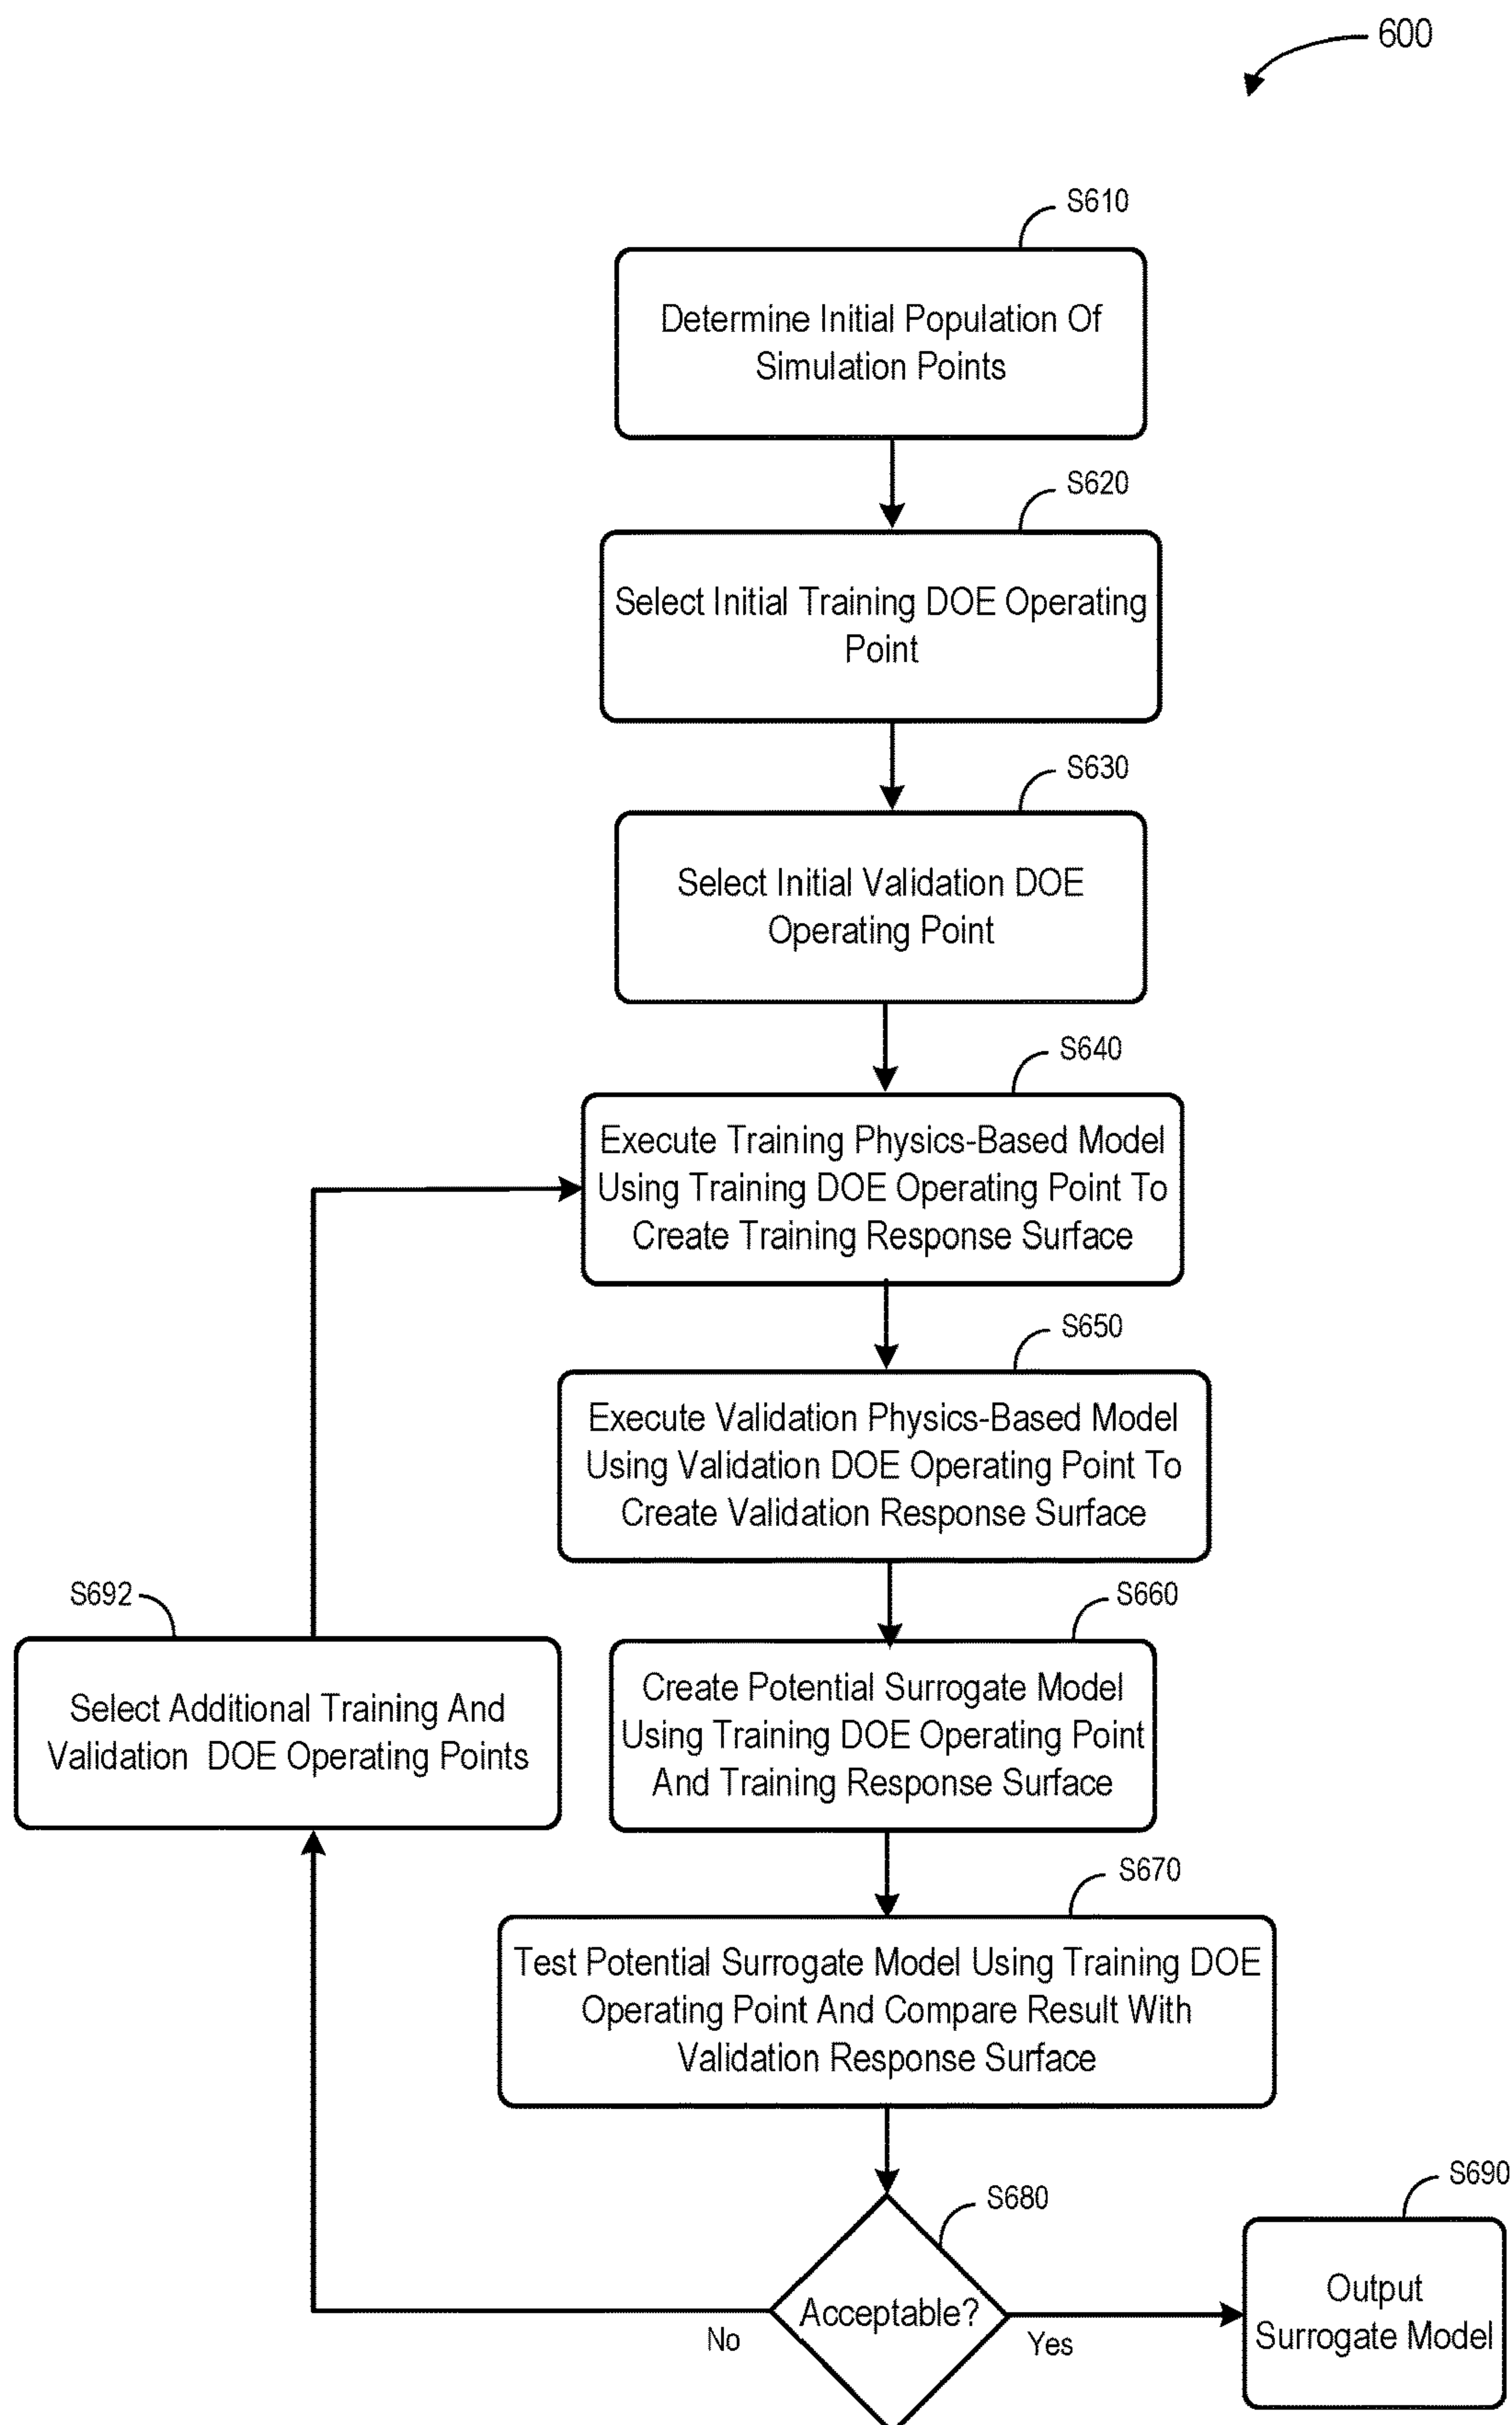 600
S610
Determine Initial Population Of
Simulation Points
S620
Select Initial Training DOE Operating
Point
S630
Select Initial Validation DOE
Operating Point
S640
Execute Training Physics-Based Model
Using Training DOE Operating Point To
Create Training Response Surface
S650
Execute Validation Physics-Based Model
Using Validation DOE Operating Point To
Create Validation Response Surface
S692
Select Additional Training And
Validation DOE Operating Points
S660
Create Potential Surrogate Model
Using Training DOE Operating Point
And Training Response Surface
S670
Test Potential Surrogate Model Using Training DOE
Operating Point And Compare Result With
Validation Response Surface
S680
Acceptable?
No
Yes
S690
Output
Surrogate Model